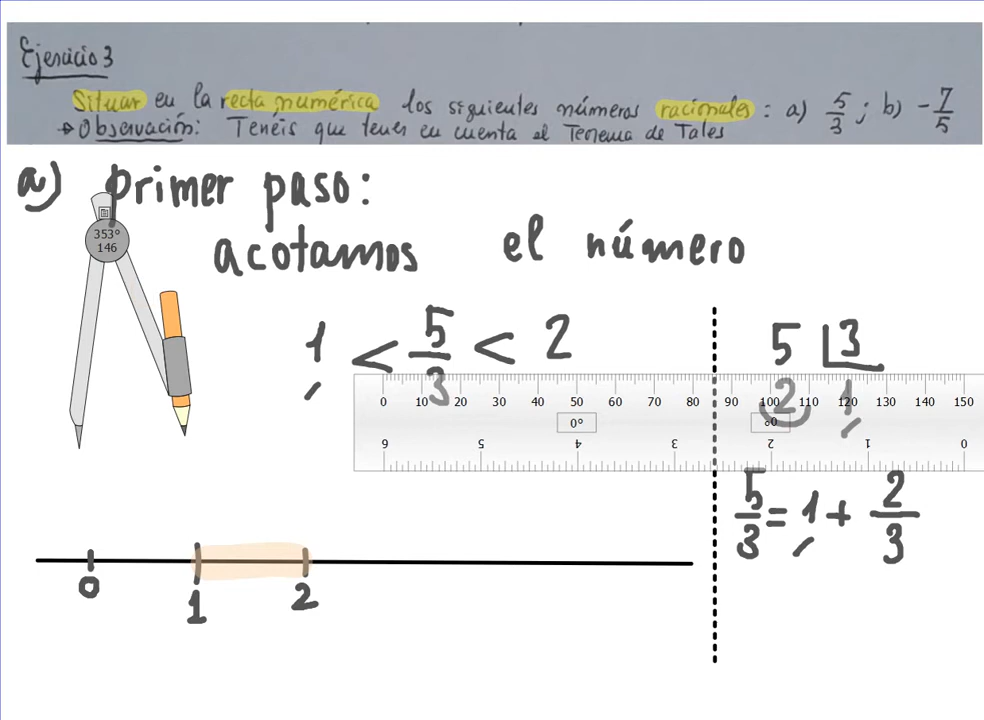 Ejercicio 3
Situar en la recta numérica los siguientes números racionales: a) 5/3 ; b) -7/5
→ Observación: Tenéis que tener en cuenta el Teorema de Tales
a) primer paso:
acotamos el número
353°
146
1 < 5/3 < 2
5 | 3
2 1
0 10 20 30 40 50 60 70 80 90 100 110 120 130 140 150
0° 0°
6 5 4 3 2 1 0
5/3 = 1 + 2/3
0 1 2